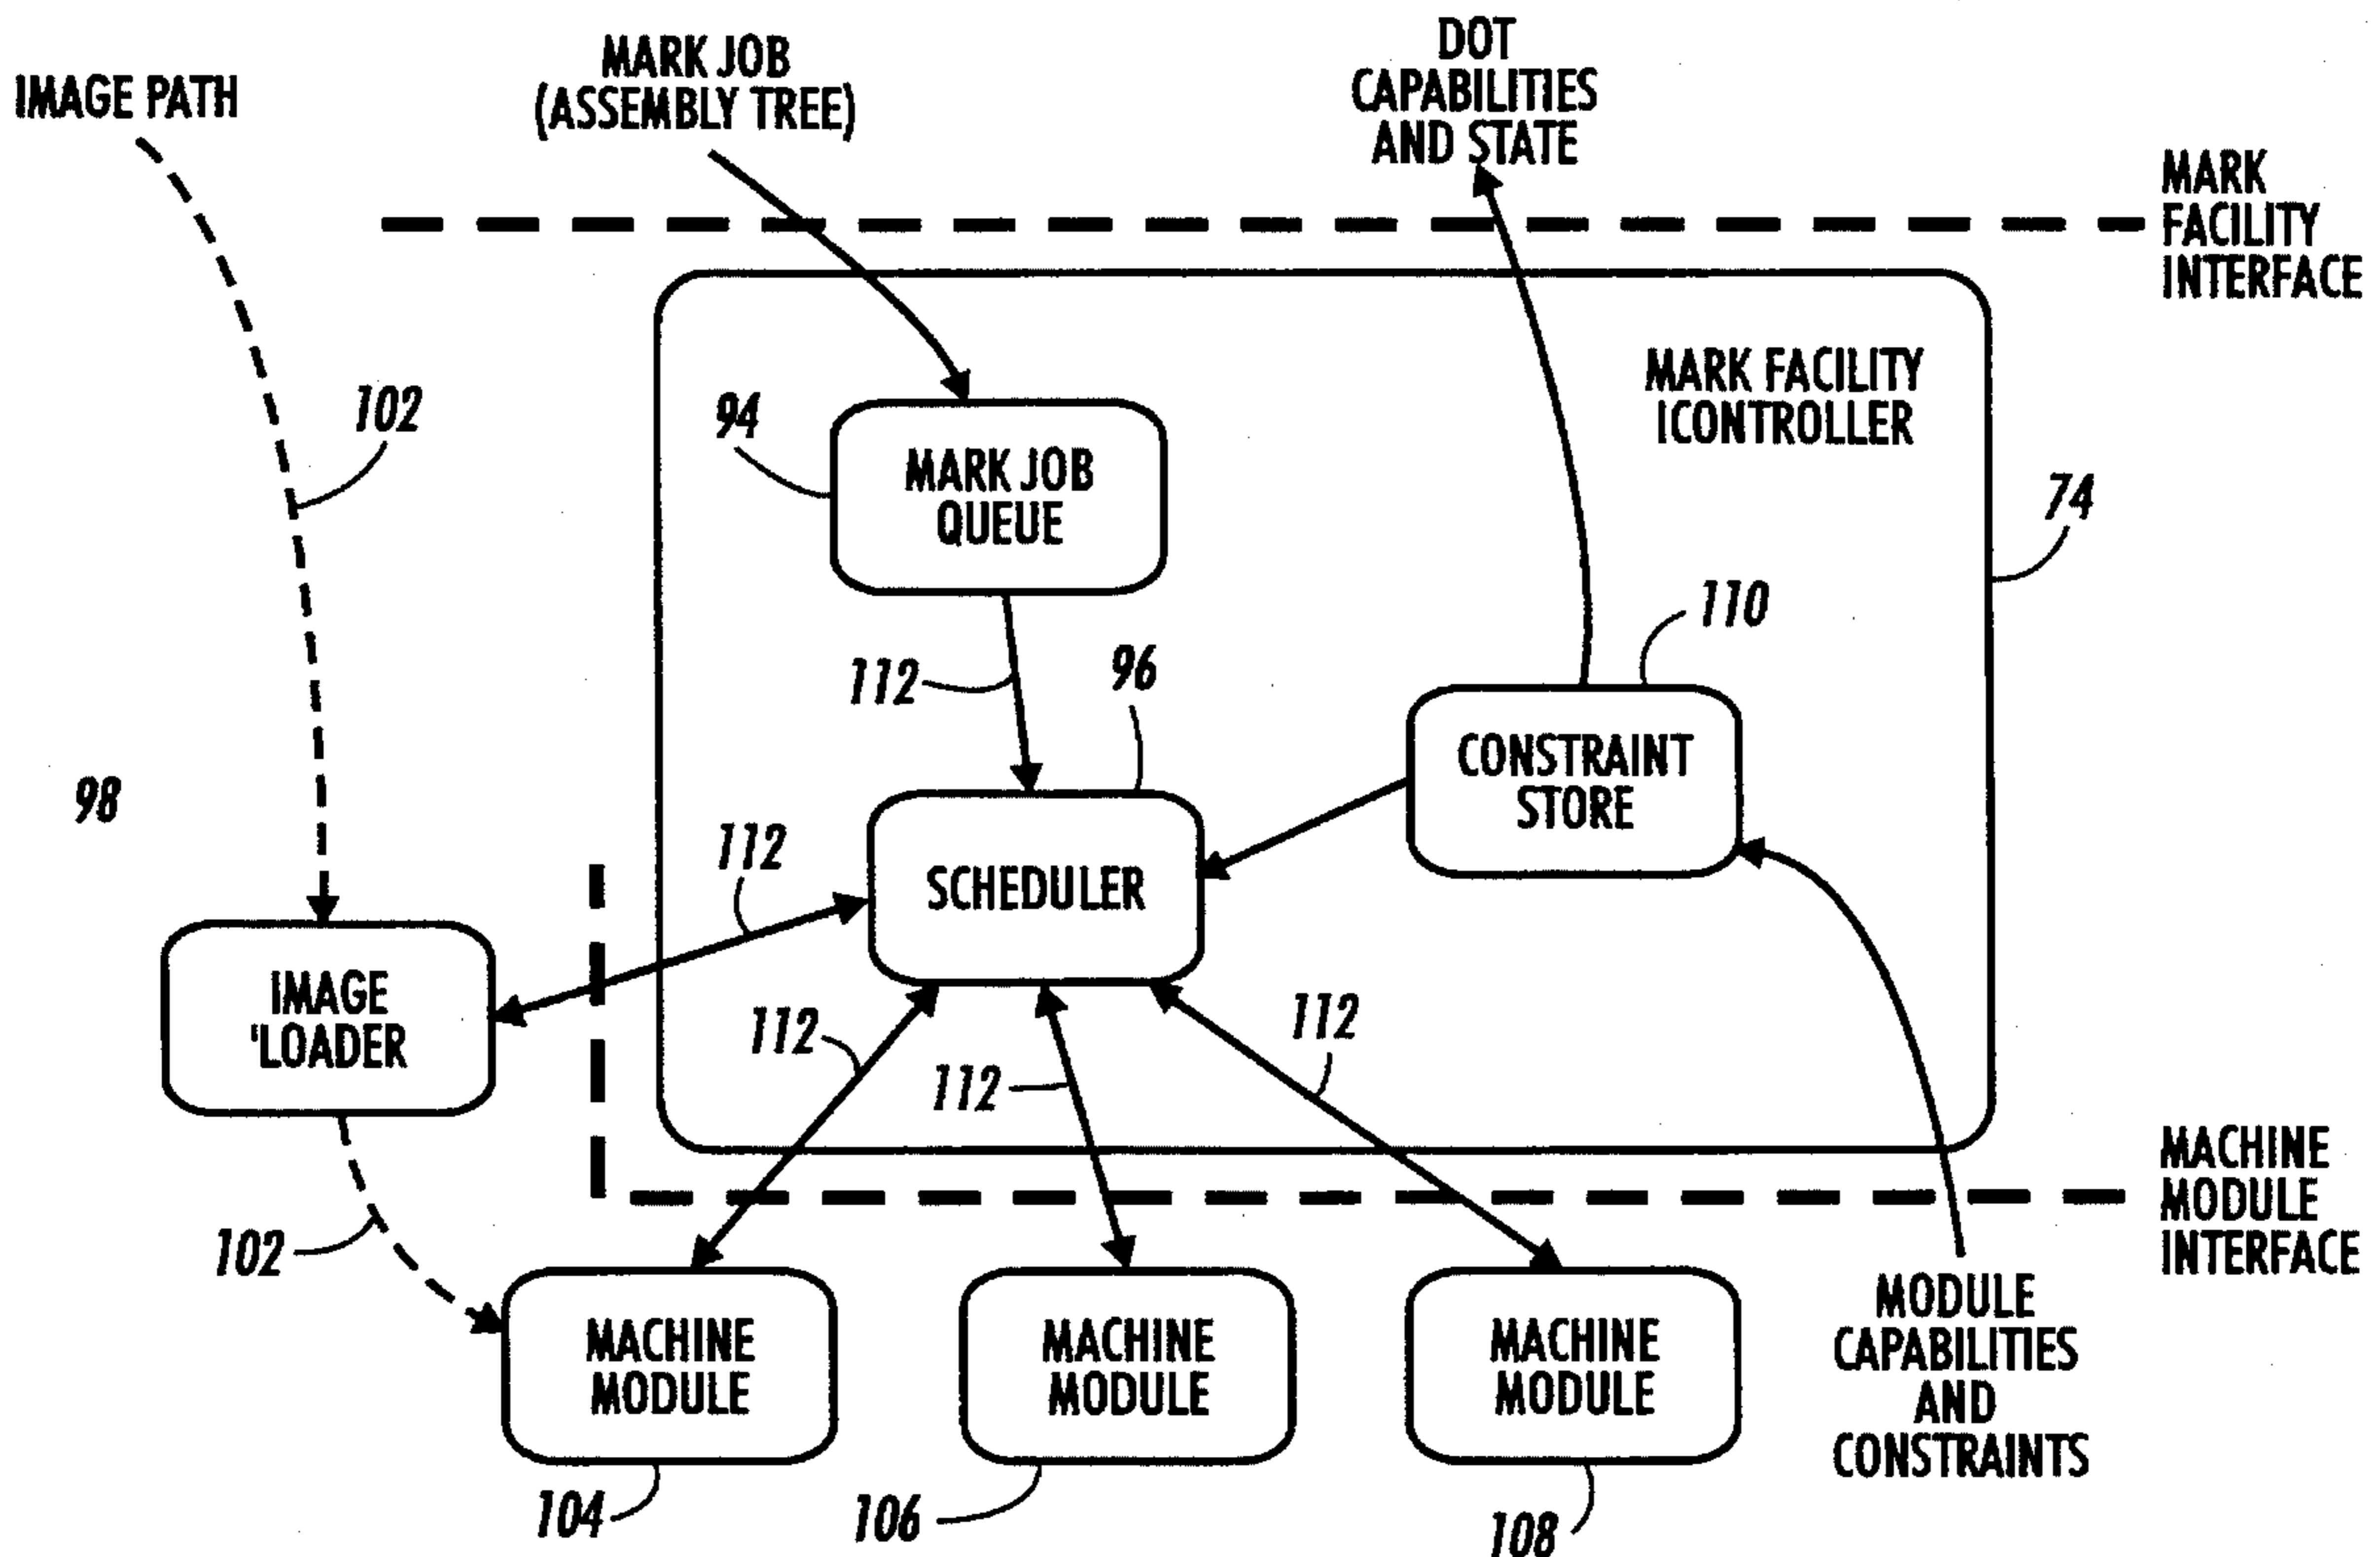 IMAGE PATH
MARK JOB
(ASSEMBLY TREE)
DOT
CAPABILITIES
AND STATE
MARK
FACILITY
INTERFACE
MARK FACILITY
ICONTROLLER
102
94
MARK JOB
QUEUE
74
110
112
96
CONSTRAINT
STORE
98
112
SCHEDULER
IMAGE
'LOADER
112
112
112
MACHINE
MODULE
INTERFACE
102
MACHINE
MODULE
MACHINE
MODULE
MACHINE
MODULE
MODULE
CAPABILITIES
AND
CONSTRAINTS
104
106
108